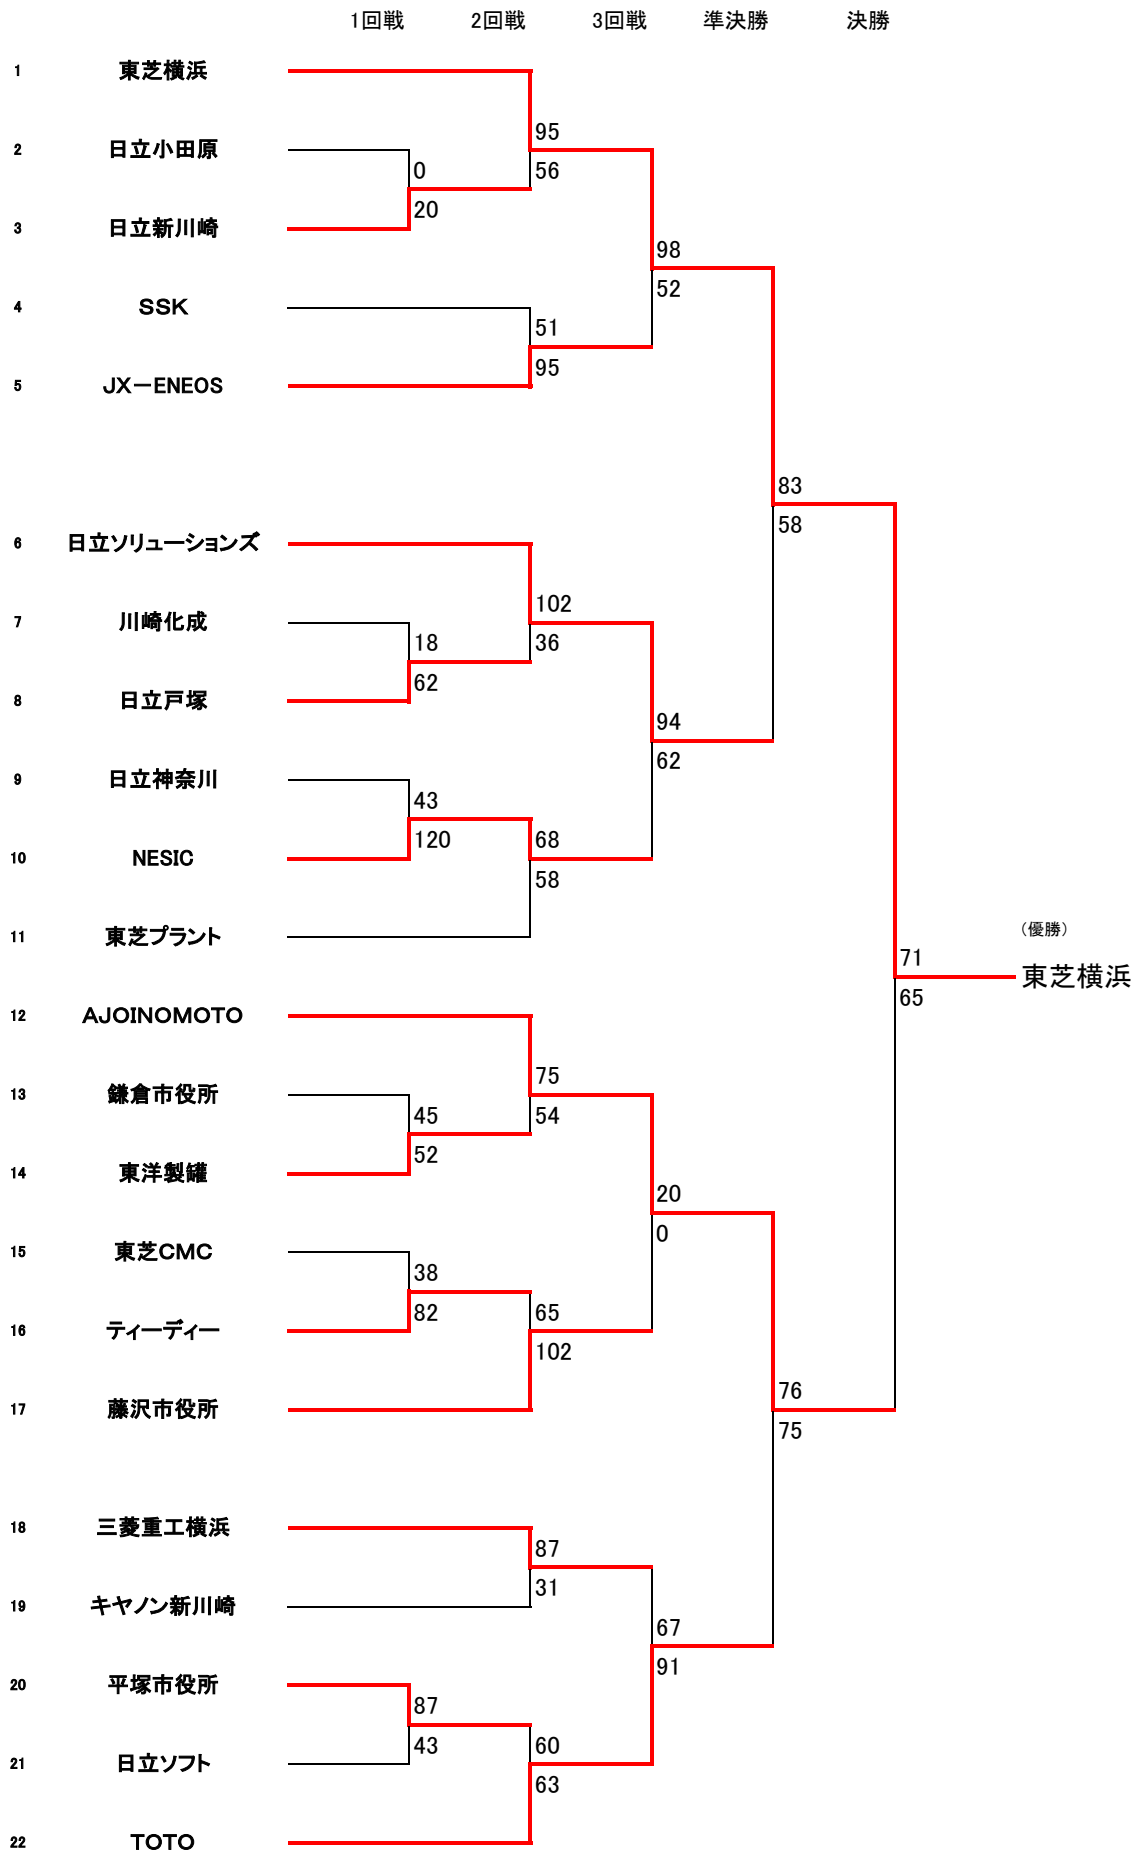 1回戦 2回戦 3回戦 準決勝 決勝
1 東芝横浜
95
2 日立小田原
0
56
20
3 日立新川崎
98
52
4 SSK
51
95
5 JX－ENEOS
83
58
6 日立ソリューションズ
102
7 川崎化成
18
36
62
8 日立戸塚
94
62
9 日立神奈川
43
120
68
10 NESIC
58
11 東芝プラント
(優勝)
71
東芝横浜
65
12 AJOINOMOTO
75
13 鎌倉市役所
45
54
52
14 東洋製罐
20
0
15 東芝CMC
38
82
65
16 ティーディー
102
76
17 藤沢市役所
75
18 三菱重工横浜
87
31
19 キヤノン新川崎
67
91
20 平塚市役所
87
43
60
21 日立ソフト
63
22 TOTO